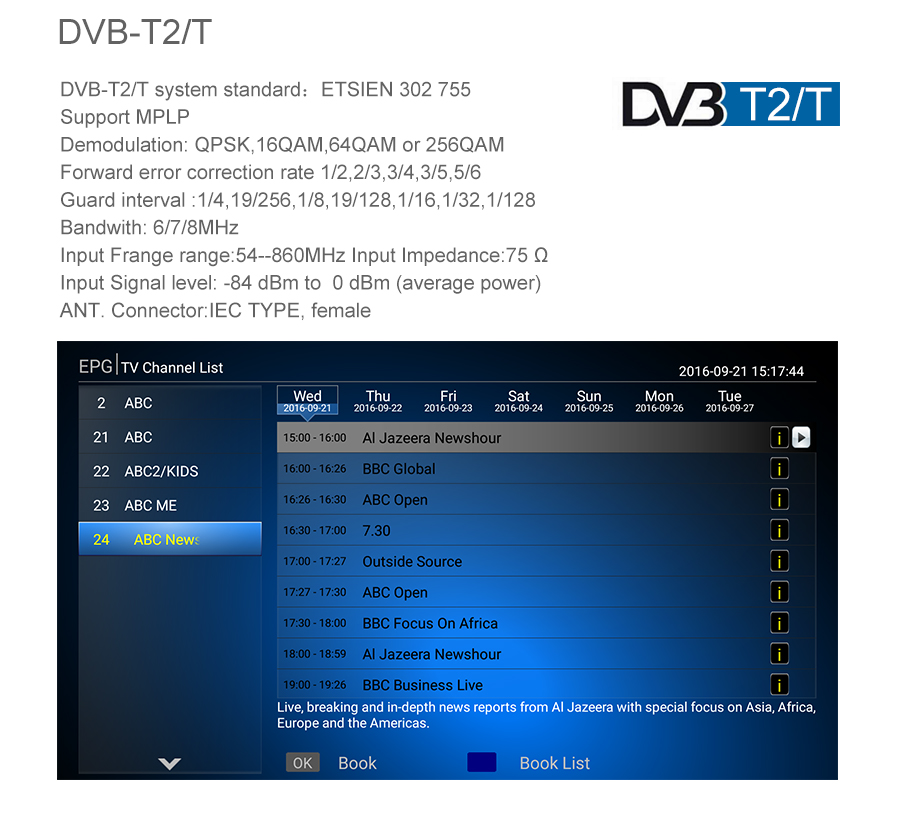 DVB-T2/T
DVB-T2/T system standard：ETSIEN 302 755
Support MPLP
Demodulation: QPSK,16QAM,64QAM or 256QAM
Forward error correction rate 1/2,2/3,3/4,3/5,5/6
Guard interval :1/4,19/256,1/8,19/128,1/16,1/32,1/128
Bandwith: 6/7/8MHz
Input Frange range:54--860MHz Input Impedance:75 Ω
Input Signal level: -84 dBm to 0 dBm (average power)
ANT. Connector:IEC TYPE, female
DVB T2/T
EPG TV Channel List
2016-09-21 15:17:44
2 ABC
21 ABC
22 ABC2/KIDS
23 ABC ME
24 ABC News
Wed Thu Fri Sat Sun Mon Tue
2016-09-21 2016-09-22 2016-09-23 2016-09-24 2016-09-25 2016-09-26 2016-09-27
15:00 - 16:00 Al Jazeera Newshour i
16:00 - 16:26 BBC Global i
16:26 - 16:30 ABC Open i
16:30 - 17:00 7.30 i
17:00 - 17:27 Outside Source i
17:27 - 17:30 ABC Open i
17:30 - 18:00 BBC Focus On Africa i
18:00 - 18:59 Al Jazeera Newshour i
19:00 - 19:26 BBC Business Live i
Live, breaking and in-depth news reports from Al Jazeera with special focus on Asia, Africa,
Europe and the Americas.
OK Book Book List